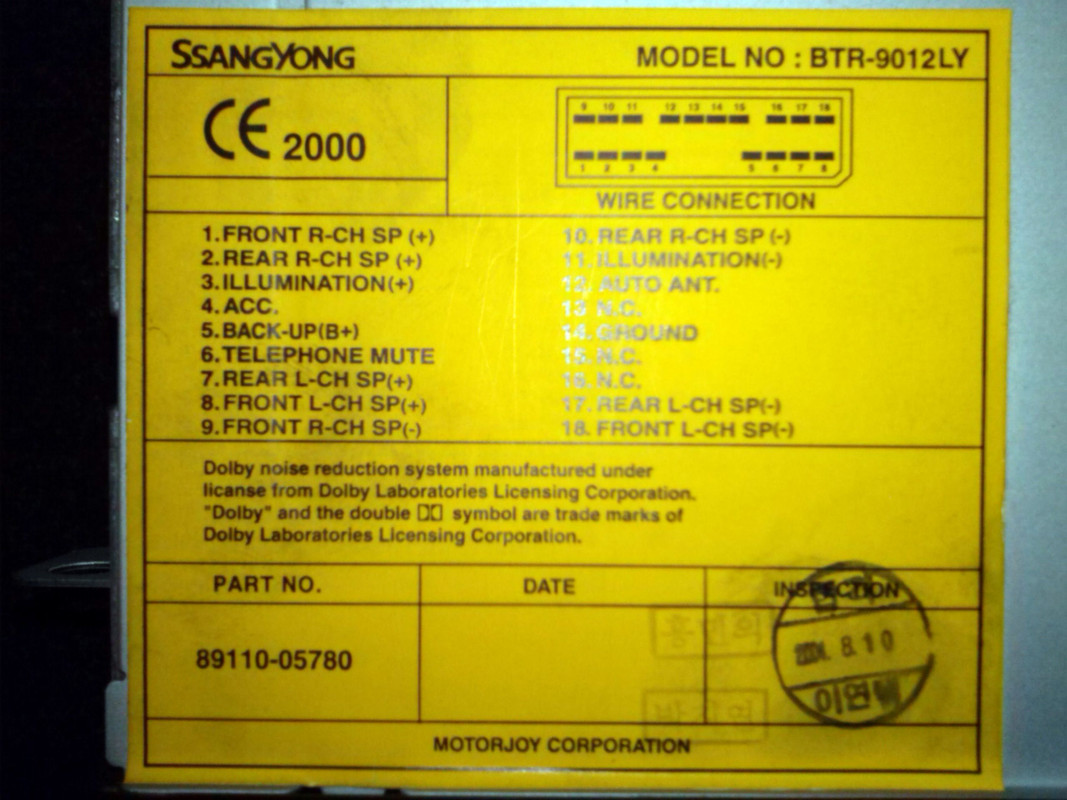 SSANGYONG
MODEL NO : BTR-9012LY
CE 2000
9 10 11 12 13 14 15 16 17 18
1 2 3 4 5 6 7 8
WIRE CONNECTION
1.FRONT R-CH SP (+)
2.REAR R-CH SP (+)
3.ILLUMINATION(+)
4.ACC.
5.BACK-UP(B+)
6.TELEPHONE MUTE
7.REAR L-CH SP(+)
8.FRONT L-CH SP(+)
9.FRONT R-CH SP(-)
10.REAR R-CH SP (-)
11.ILLUMINATION(-)
12.AUTO ANT.
13 N.C.
14.GROUND
15.N.C.
16.N.C.
17.REAR L-CH SP(-)
18.FRONT L-CH SP(-)
Dolby noise reduction system manufactured under
licanse from Dolby Laboratories Licensing Corporation.
"Dolby" and the double symbol are trade marks of
Dolby Laboratories Licensing Corporation.
PART NO.
DATE
INSPECTION
89110-05780
8.10
MOTORJOY CORPORATION